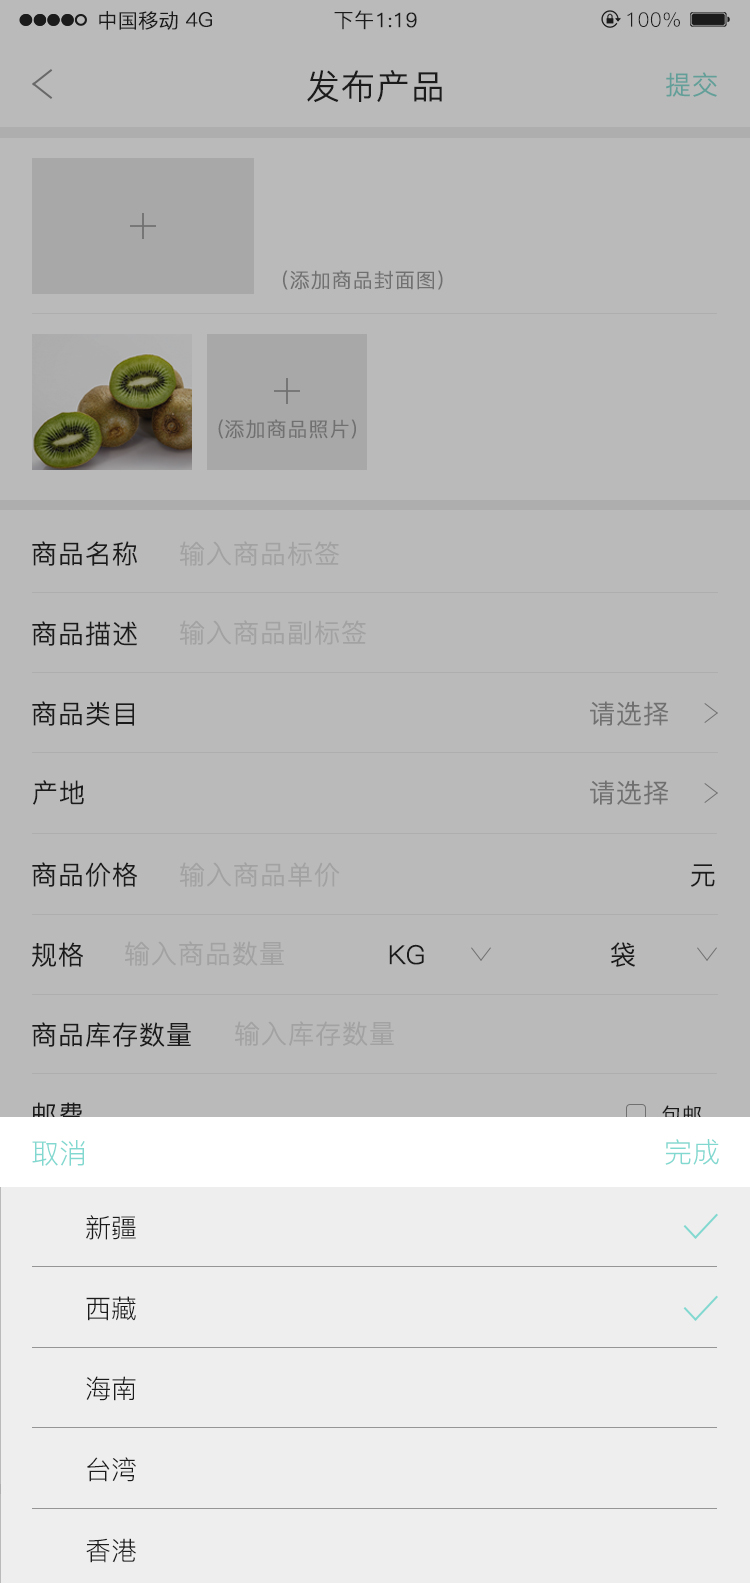 中国移动 4G 下午1:19 100%
发布产品 提交
(添加商品封面图)
(添加商品照片)
商品名称 输入商品标签
商品描述 输入商品副标签
商品类目 请选择
产地 请选择
商品价格 输入商品单价 元
规格 输入商品数量 KG 袋
商品库存数量 输入库存数量
邮费 包邮
取消 完成
新疆
西藏
海南
台湾
香港